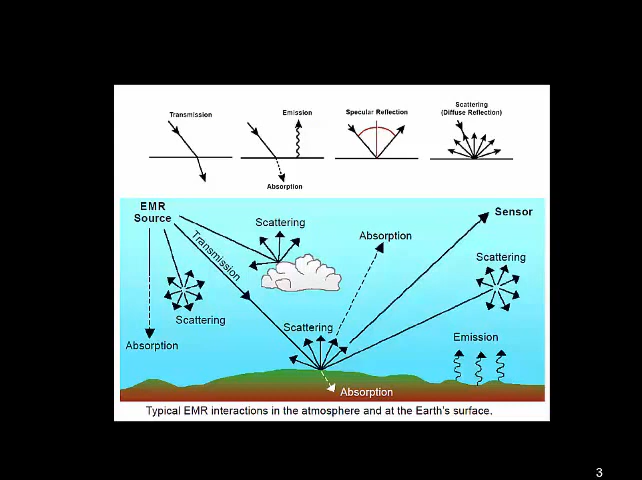 Transmission
Emission
Absorption
Specular Reflection
Scattering
(Diffuse Reflection)
EMR
Source
Scattering
Absorption
Sensor
Transmission
Scattering
Scattering
Absorption
Scattering
Emission
Absorption
Typical EMR interactions in the atmosphere and at the Earth's surface.
3